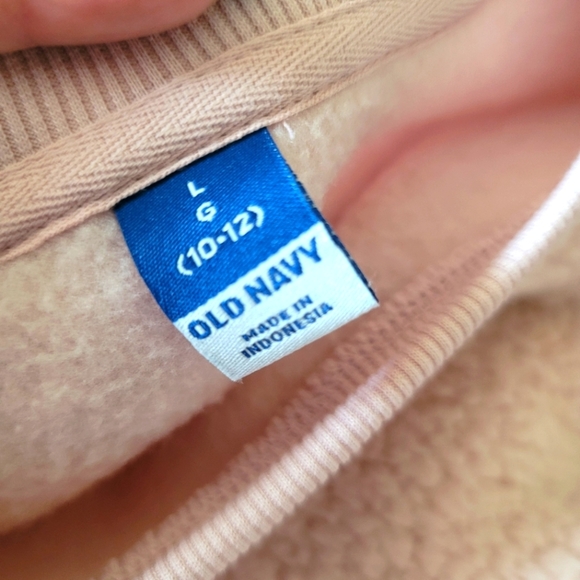 L
G
(10-12)
OLD NAVY
MADE IN
INDONESIA